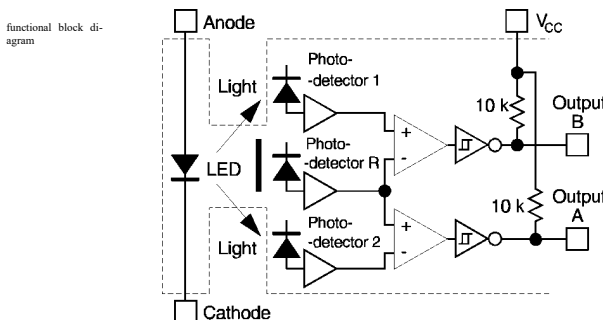 functional block di-
agram
Anode
VCC
Photo-
-detector 1
Light
10 k
Output
B
+
-
Photo-
-detector R
LED
10 k
Output
A
Photo-
-detector 2
+
-
Light
Cathode